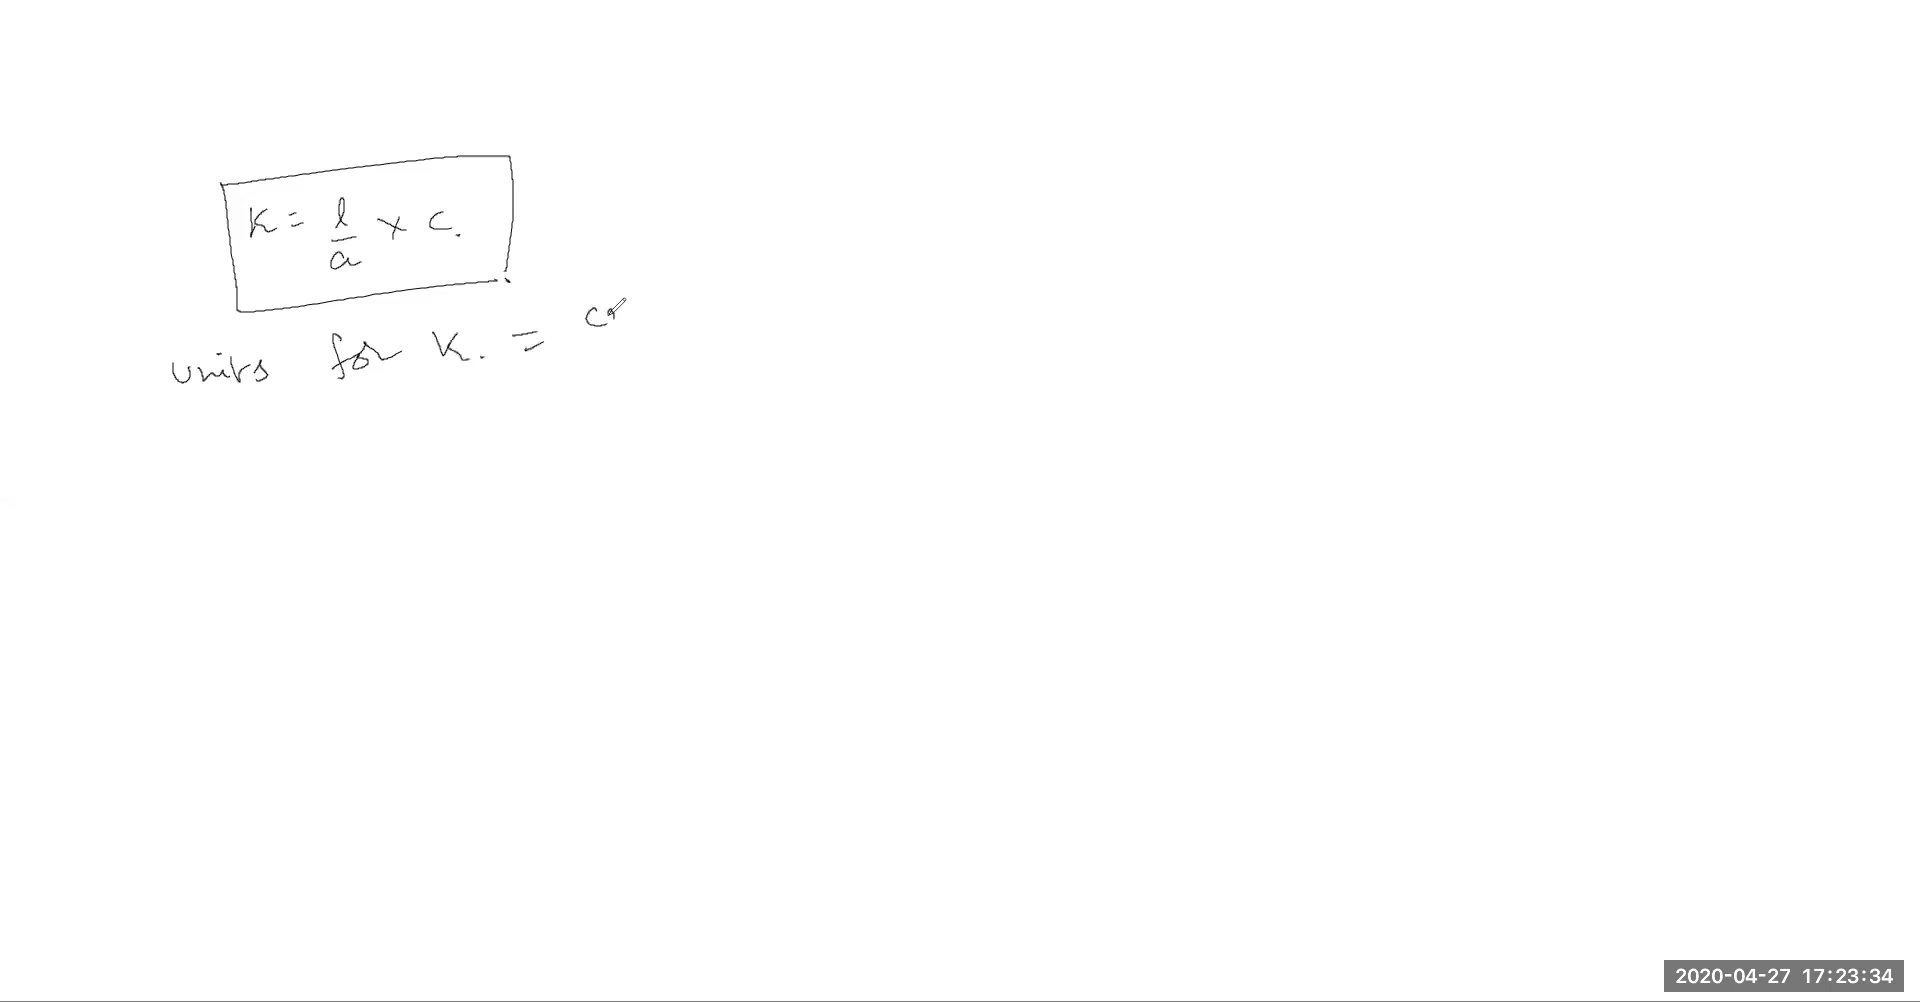 K = l/a × c.
units for K. =
2020-04-27 17:23:34